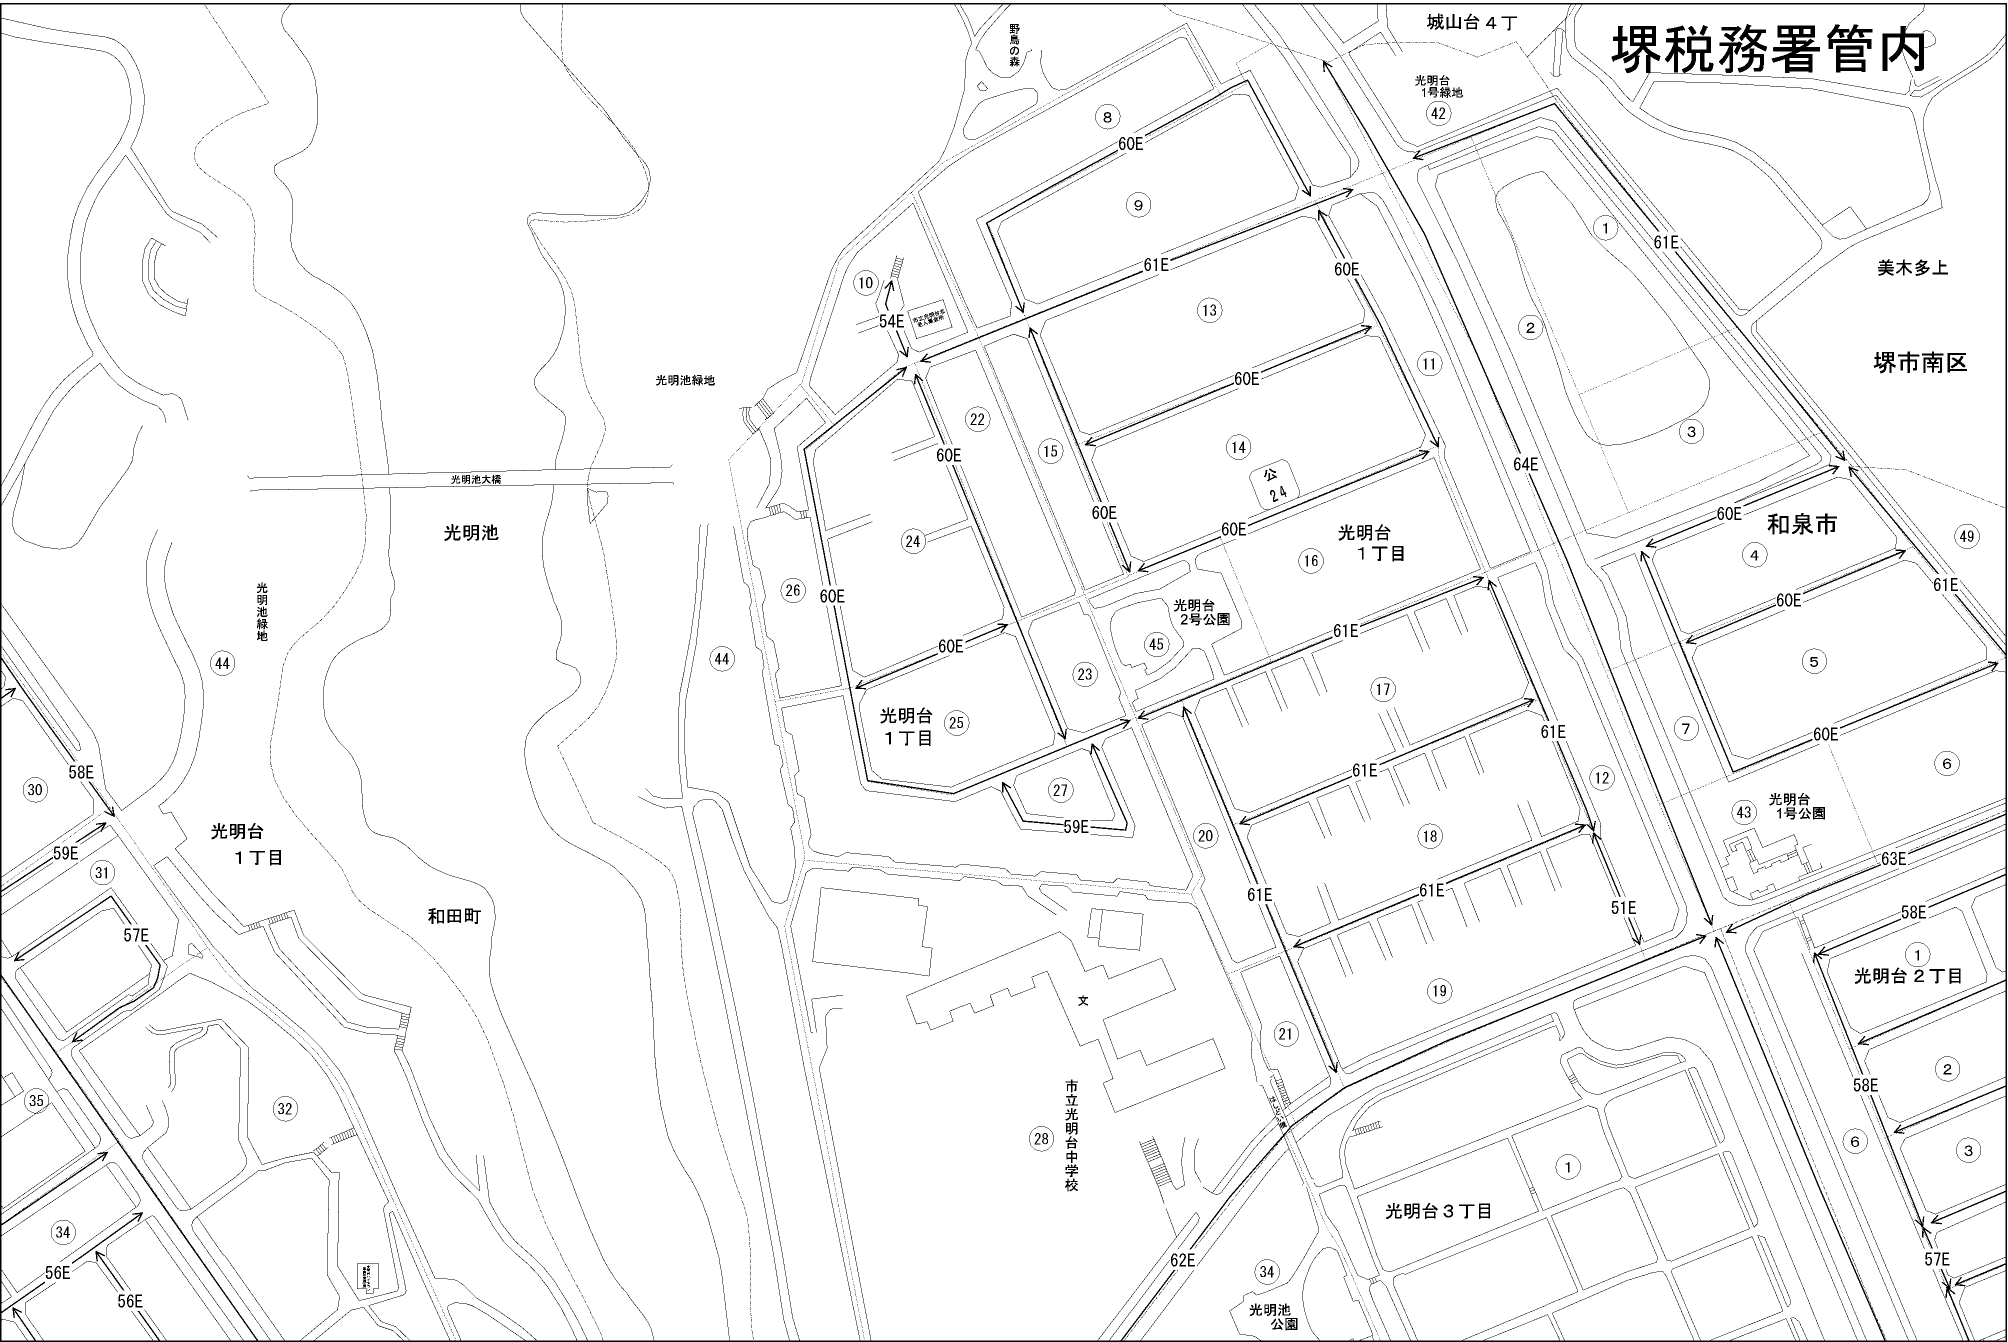 堺税務署管内
城山台４丁
野鳥の森
光明台
1号緑地
42
8
60E
9
1
61E
美木多上
61E
60E
10
54E
13
2
11
堺市南区
光明池緑地
60E
22
15
14
3
60E
64E
光明池大橋
公
24
60E
60E
60E
和泉市
光明池
24
光明台
１丁目
16
4
49
光明池緑地
26
60E
光明台
2号公園
45
60E
61E
44
44
60E
61E
23
17
5
光明台
１丁目
25
7
60E
61E
61E
58E
30
27
12
6
43
光明台
1号公園
59E
光明台
１丁目
20
18
59E
31
63E
61E
61E
51E
58E
57E
和田町
1
光明台２丁目
19
文
21
35
32
市立光明台中学校
28
58E
2
6
3
1
光明台３丁目
34
62E
34
56E
56E
57E
光明池
公園